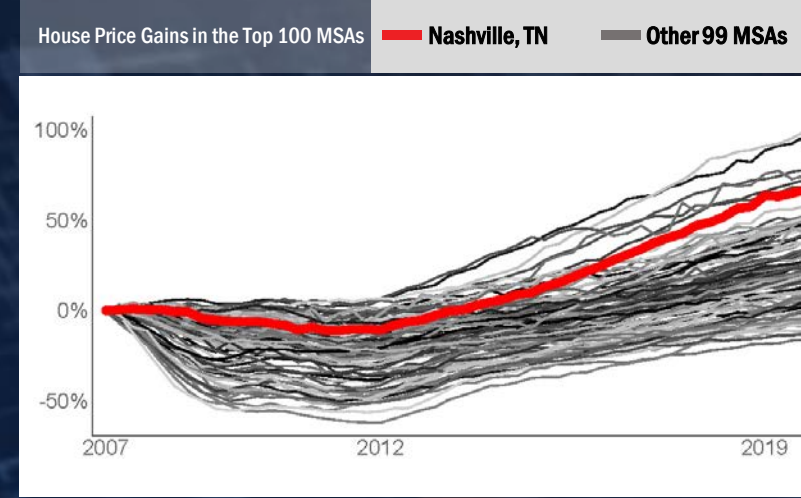 House Price Gains in the Top 100 MSAs
Nashville, TN
Other 99 MSAs
100%
50%
0%
-50%
2007
2012
2019